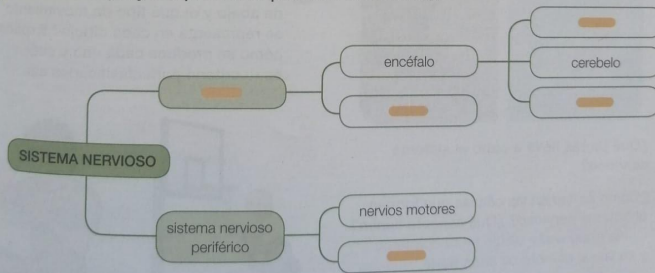 encéfalo
cerebelo
SISTEMA NERVIOSO
nervios motores
sistema nervioso
periférico